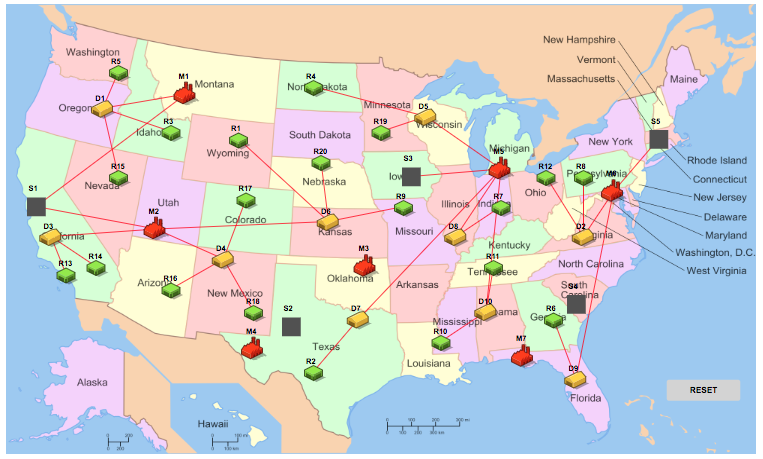 New Hampshire
Vermont
Massachusetts
Washington
R5
Maine
M1
Montana
R4
North Dakota
D1
Oregon
Minnesota
D5
R3
Idaho
R19
Wisconsin
S5
R1
South Dakota
Michigan
New York
Wyoming
M5
Rhode Island
R20
S3
Iowa
R12
R8
Pennsylvania
R15
Nevada
Nebraska
Ohio
M6
Connecticut
S1
Utah
R17
R9
Illinois
R7
Indiana
New Jersey
M2
Colorado
D6
Kansas
Missouri
Delaware
D3
California
D8
D2
Virginia
Maryland
Kentucky
Washington, D.C.
D4
M3
R11
Tennessee
North Carolina
West Virginia
R13
R14
Arizona
R16
Oklahoma
Arkansas
South
Carolina
S4
New Mexico
R18
S2
D7
Mississippi
D10
Alabama
R6
Georgia
M4
Texas
R10
M7
Louisiana
R2
D9
Florida
Alaska
RESET
Hawaii